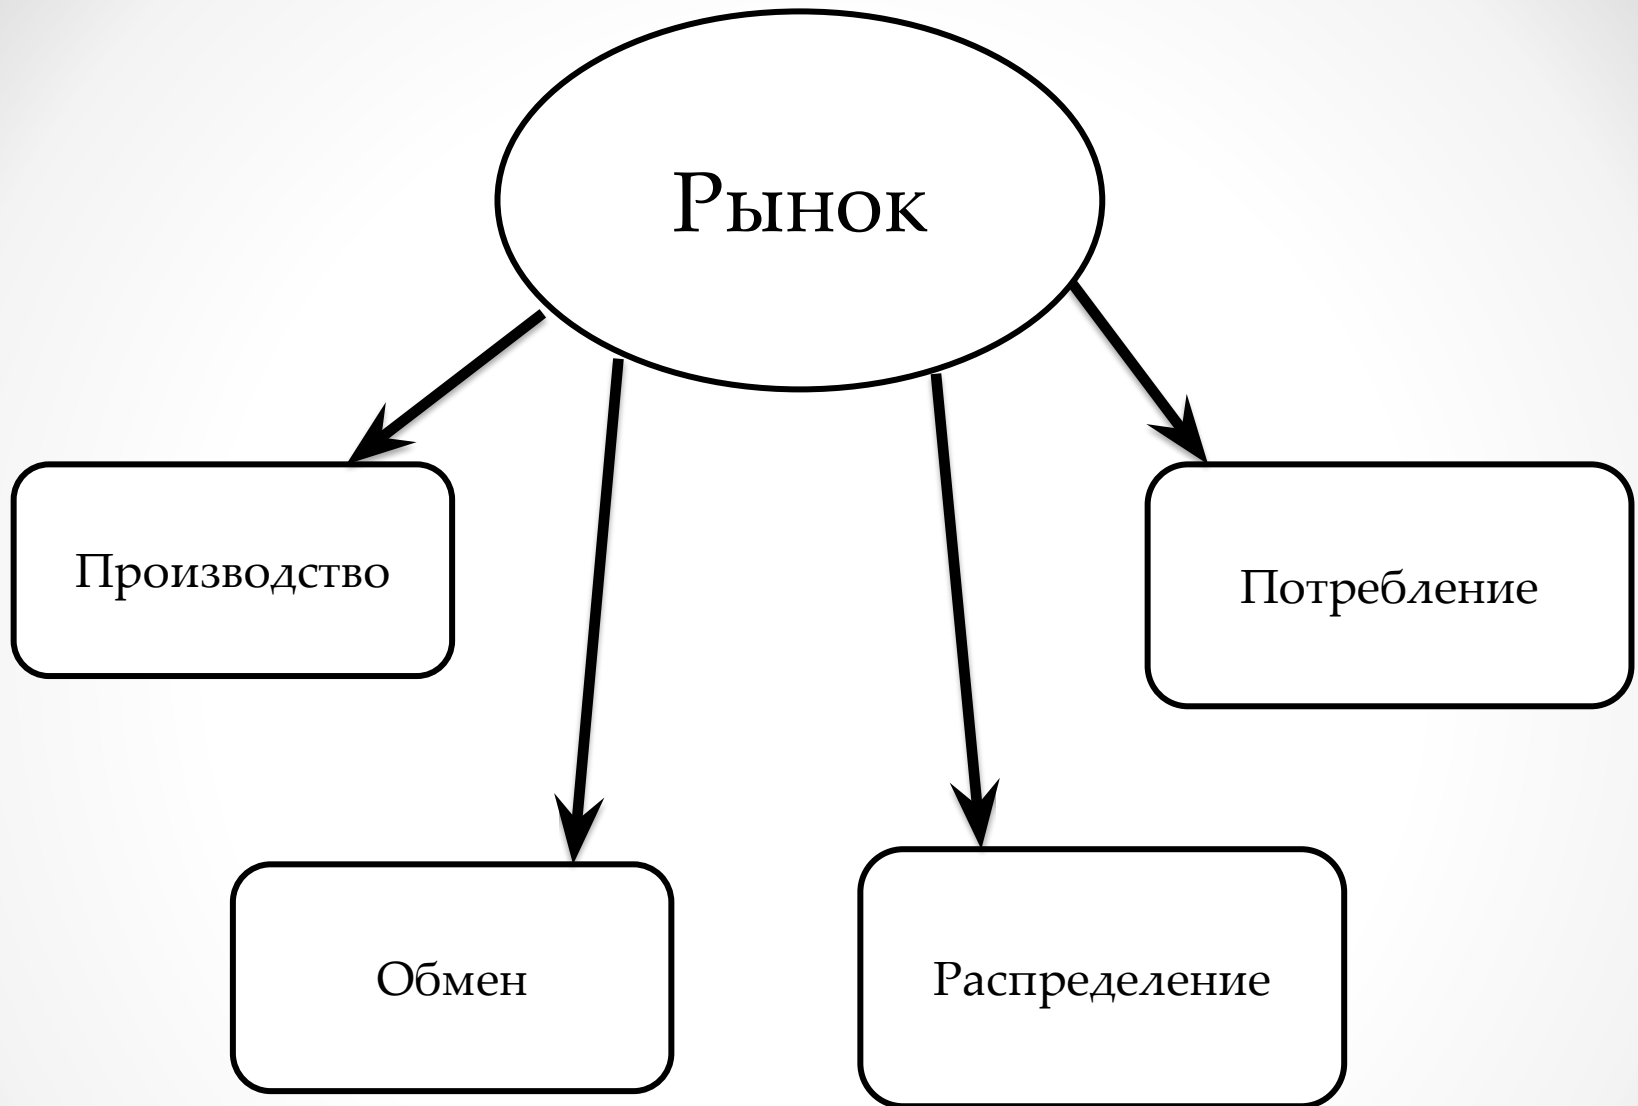 Рынок
Производство
Потребление
Обмен
Распределение